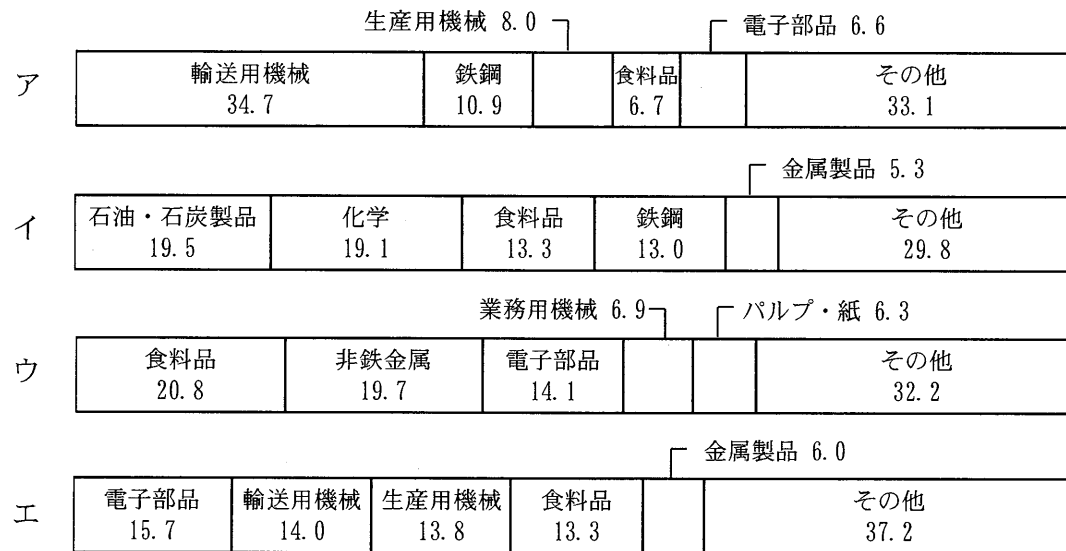 生産用機械 8.0 電子部品 6.6
ア 輸送用機械 鉄鋼 食料品 その他
34.7 10.9 6.7 33.1
金属製品 5.3
イ 石油・石炭製品 化学 食料品 鉄鋼 その他
19.5 19.1 13.3 13.0 29.8
業務用機械 6.9 パルプ・紙 6.3
ウ 食料品 非鉄金属 電子部品 その他
20.8 19.7 14.1 32.2
金属製品 6.0
エ 電子部品 輸送用機械 生産用機械 食料品 その他
15.7 14.0 13.8 13.3 37.2